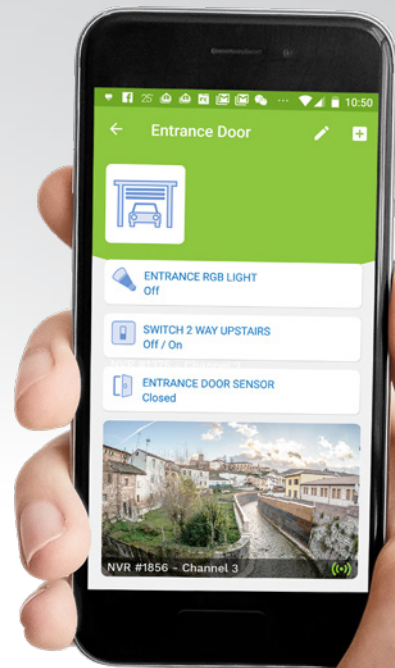 25°
10:50
Entrance Door
ENTRANCE RGB LIGHT
Off
SWITCH 2 WAY UPSTAIRS
Off / On
ENTRANCE DOOR SENSOR
Closed
NVR #1856 - Channel 3